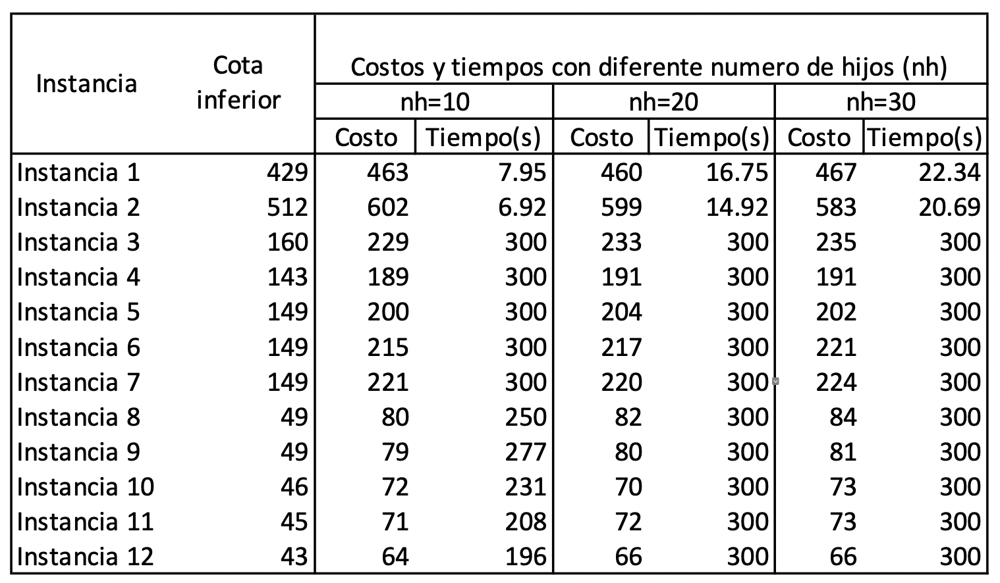 Instancia Cota inferior Costos y tiempos con diferente numero de hijos (nh)
nh=10 nh=20 nh=30
Costo Tiempo(s) Costo Tiempo(s) Costo Tiempo(s)
Instancia 1 429 463 7.95 460 16.75 467 22.34
Instancia 2 512 602 6.92 599 14.92 583 20.69
Instancia 3 160 229 300 233 300 235 300
Instancia 4 143 189 300 191 300 191 300
Instancia 5 149 200 300 204 300 202 300
Instancia 6 149 215 300 217 300 221 300
Instancia 7 149 221 300 220 300 224 300
Instancia 8 49 80 250 82 300 84 300
Instancia 9 49 79 277 80 300 81 300
Instancia 10 46 72 231 70 300 73 300
Instancia 11 45 71 208 72 300 73 300
Instancia 12 43 64 196 66 300 66 300